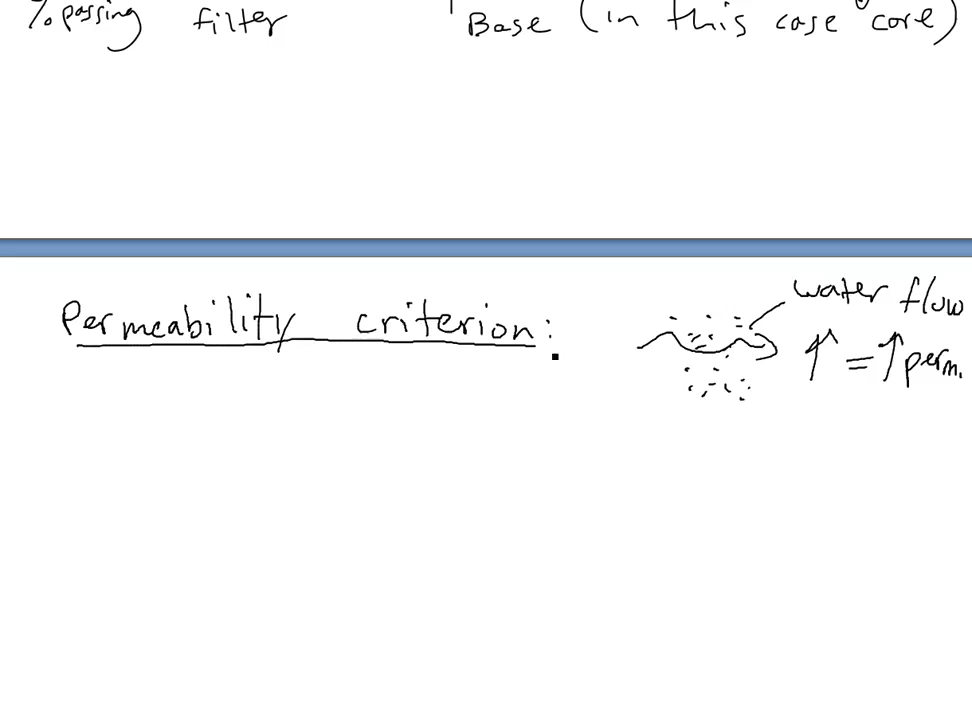 % passing filter Base (in this case core)
Permeability criterion:
water flow
↑ = ↑ perm.